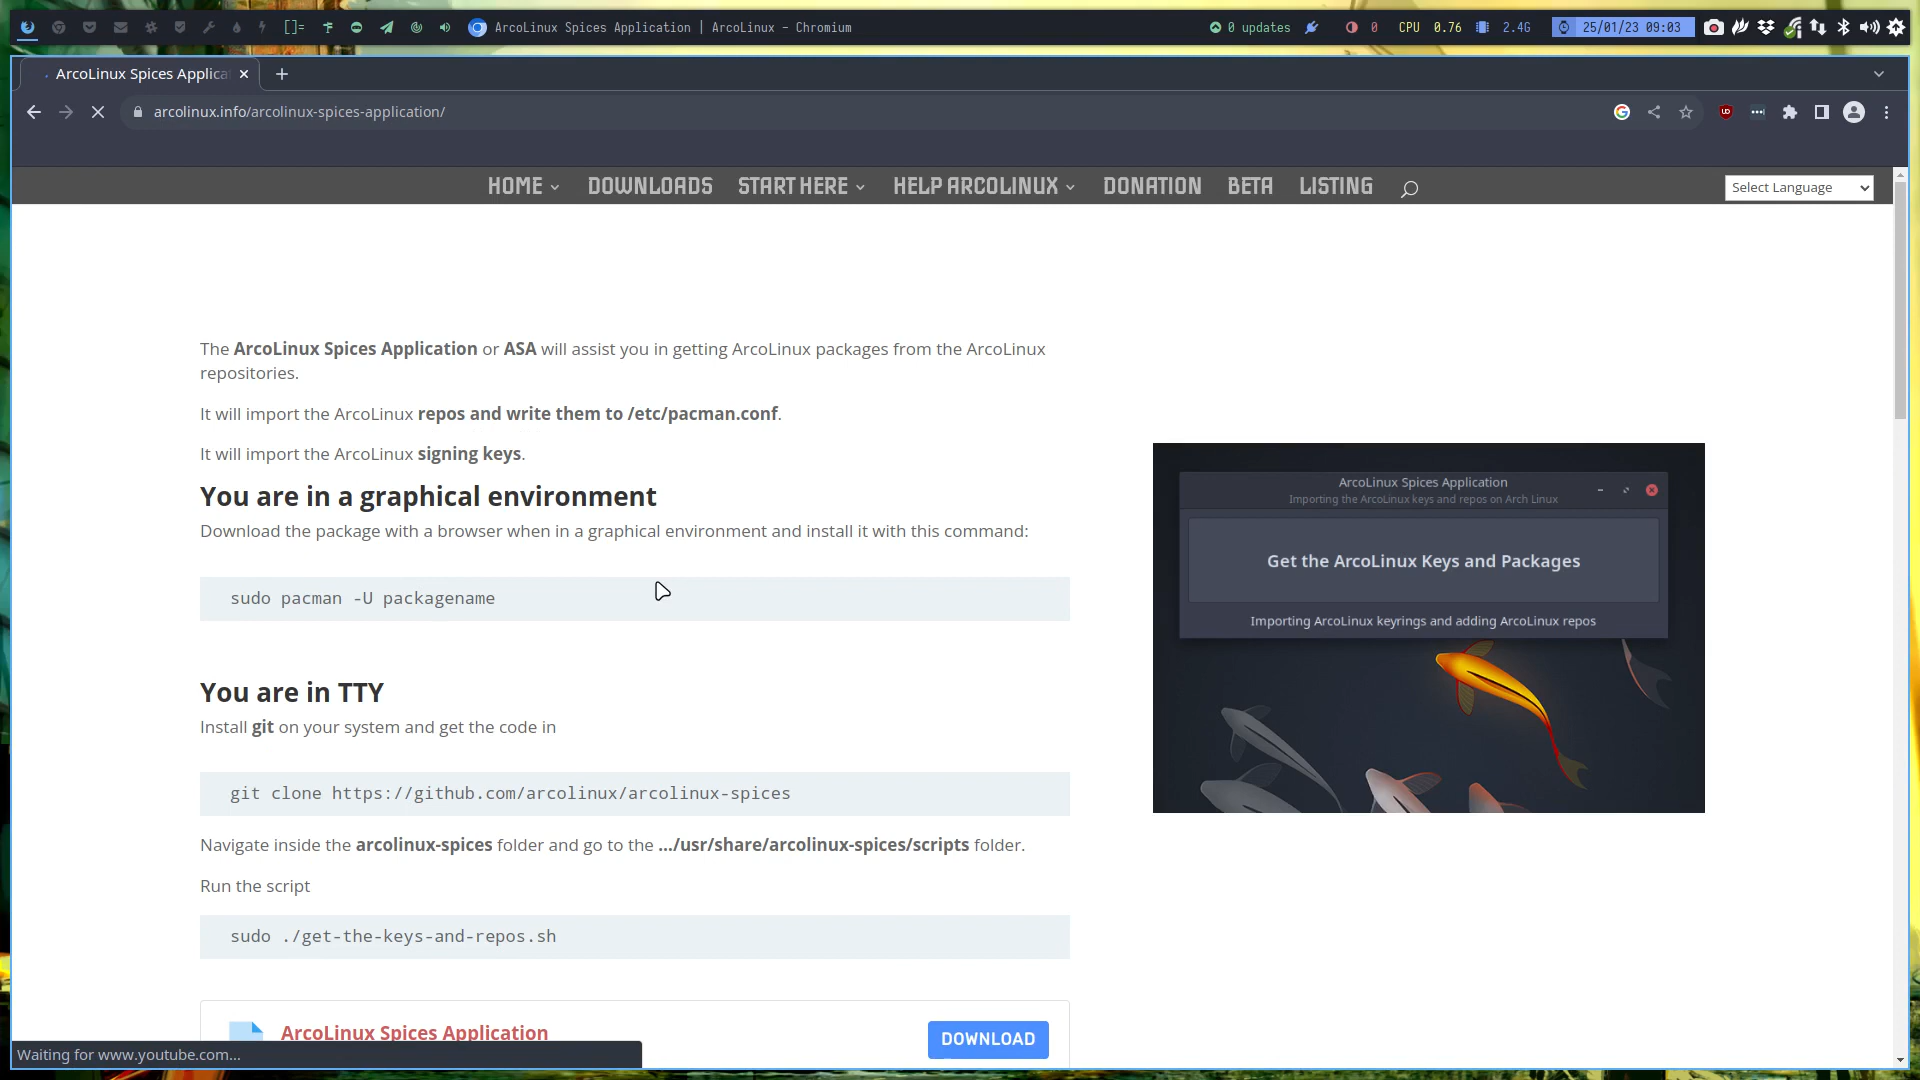 []=
ArcoLinux Spices Application | ArcoLinux – Chromium
0 updates
0
CPU 0.76
2.4G
25/01/23 09:03
ArcoLinux Spices Applica
arcolinux.info/arcolinux-spices-application/
HOME
DOWNLOADS
START HERE
HELP ARCOLINUX
DONATION
BETA
LISTING
Select Language
The ArcoLinux Spices Application or ASA will assist you in getting ArcoLinux packages from the ArcoLinux
repositories.
It will import the ArcoLinux repos and write them to /etc/pacman.conf.
It will import the ArcoLinux signing keys.
You are in a graphical environment
Download the package with a browser when in a graphical environment and install it with this command:
sudo pacman -U packagename
You are in TTY
Install git on your system and get the code in
git clone https://github.com/arcolinux/arcolinux-spices
Navigate inside the arcolinux-spices folder and go to the .../usr/share/arcolinux-spices/scripts folder.
Run the script
sudo ./get-the-keys-and-repos.sh
ArcoLinux Spices Application
DOWNLOAD
ArcoLinux Spices Application
Importing the ArcoLinux keys and repos on Arch Linux
Get the ArcoLinux Keys and Packages
Importing ArcoLinux keyrings and adding ArcoLinux repos
Waiting for www.youtube.com...